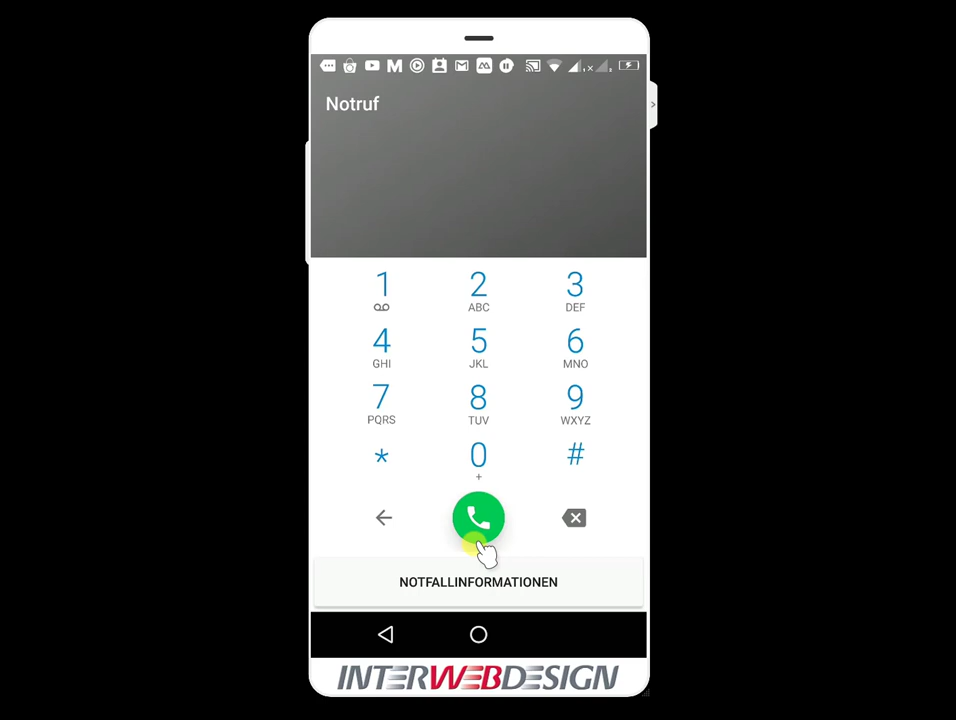 Notruf
1 2 3
ABC DEF
4 5 6
GHI JKL MNO
7 8 9
PQRS TUV WXYZ
* 0 #
+
NOTFALLINFORMATIONEN
INTERWEBDESIGN